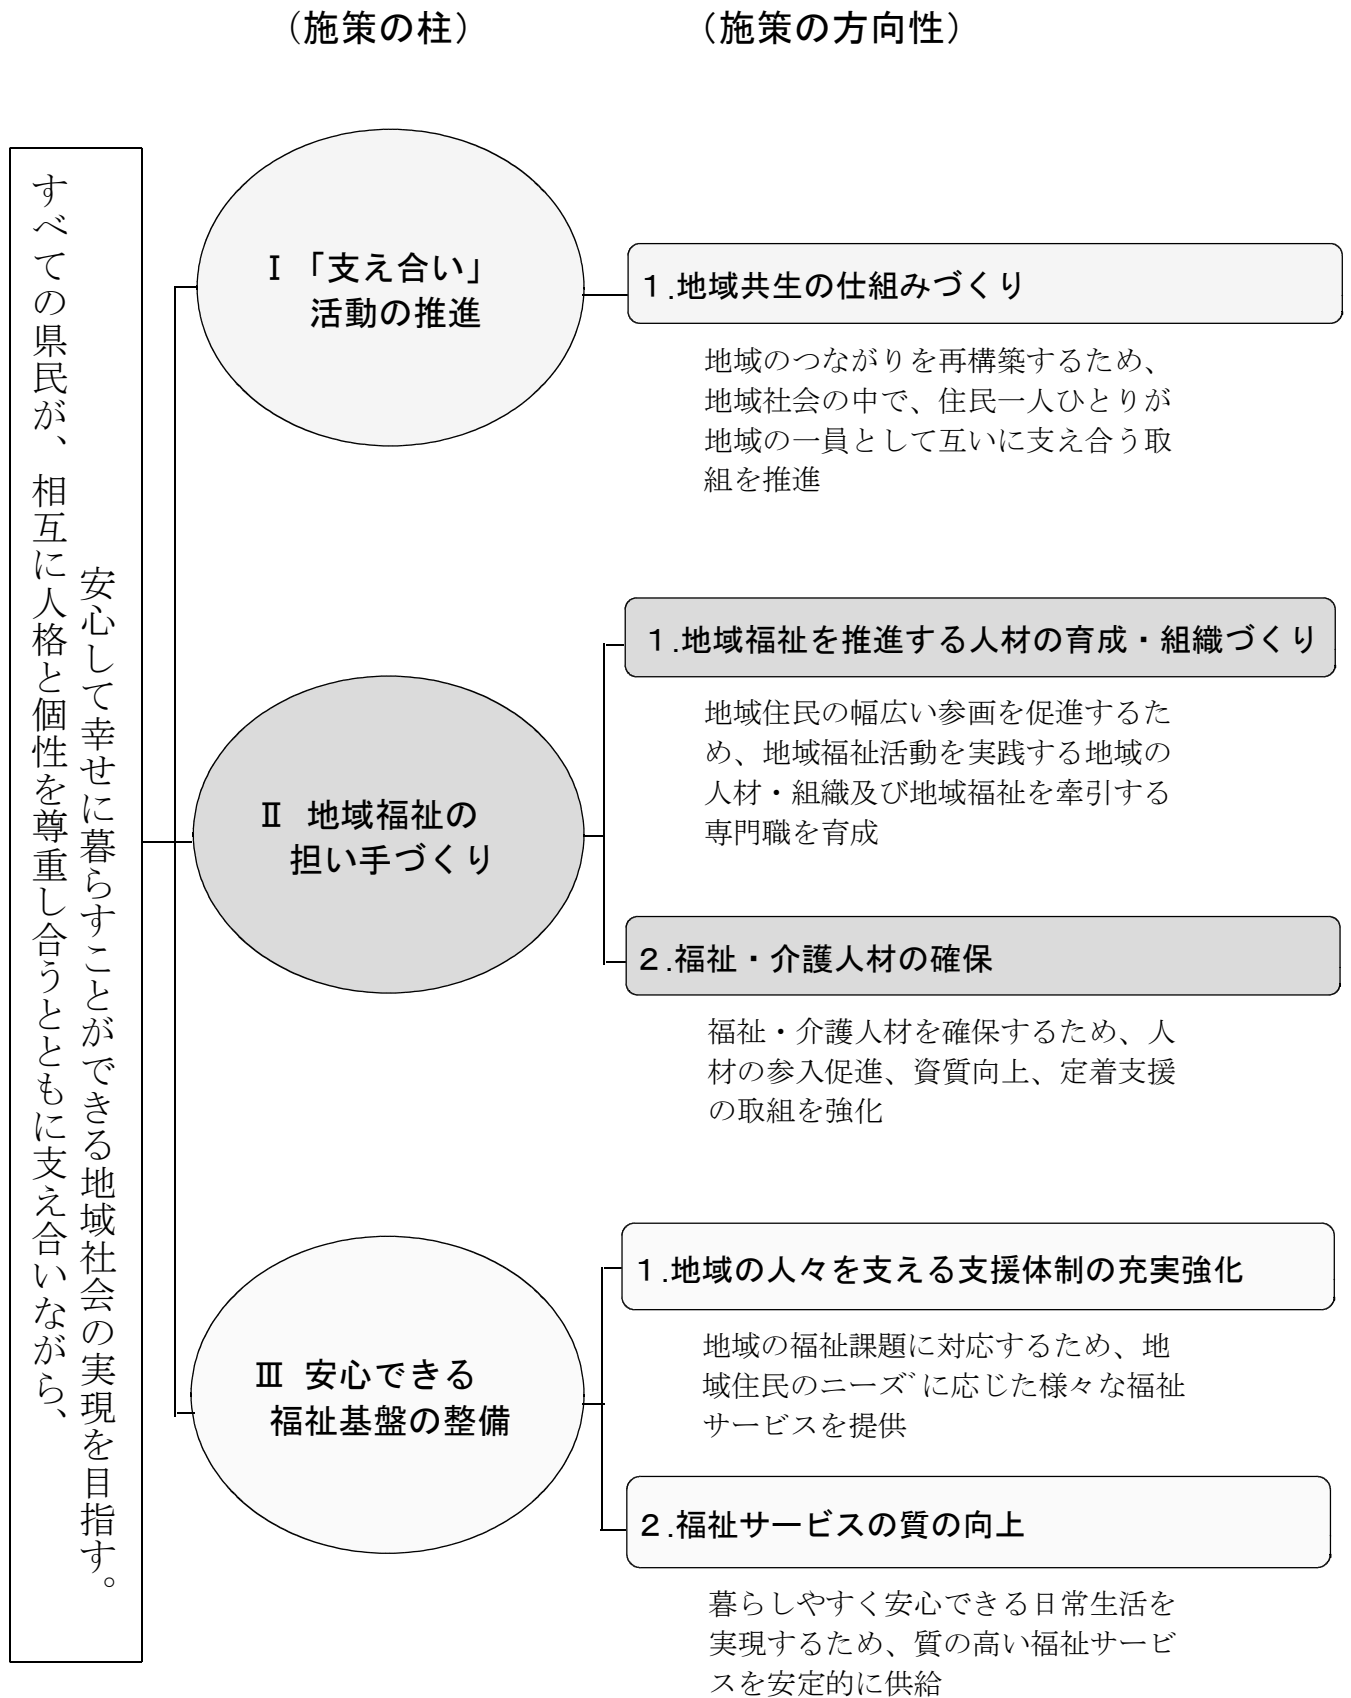 （施策の柱）
（施策の方向性）
すべての県民が、相互に人格と個性を尊重し合うとともに支え合いながら、
安心して幸せに暮らすことができる地域社会の実現を目指す。
Ⅰ「支え合い」
活動の推進
１.地域共生の仕組みづくり
地域のつながりを再構築するため、
地域社会の中で、住民一人ひとりが
地域の一員として互いに支え合う取
組を推進
Ⅱ 地域福祉の
担い手づくり
１.地域福祉を推進する人材の育成・組織づくり
地域住民の幅広い参画を促進するた
め、地域福祉活動を実践する地域の
人材・組織及び地域福祉を牽引する
専門職を育成
２.福祉・介護人材の確保
福祉・介護人材を確保するため、人
材の参入促進、資質向上、定着支援
の取組を強化
Ⅲ 安心できる
福祉基盤の整備
１.地域の人々を支える支援体制の充実強化
地域の福祉課題に対応するため、地
域住民のニーズ゛に応じた様々な福祉
サービスを提供
２.福祉サービスの質の向上
暮らしやすく安心できる日常生活を
実現するため、質の高い福祉サービ
スを安定的に供給